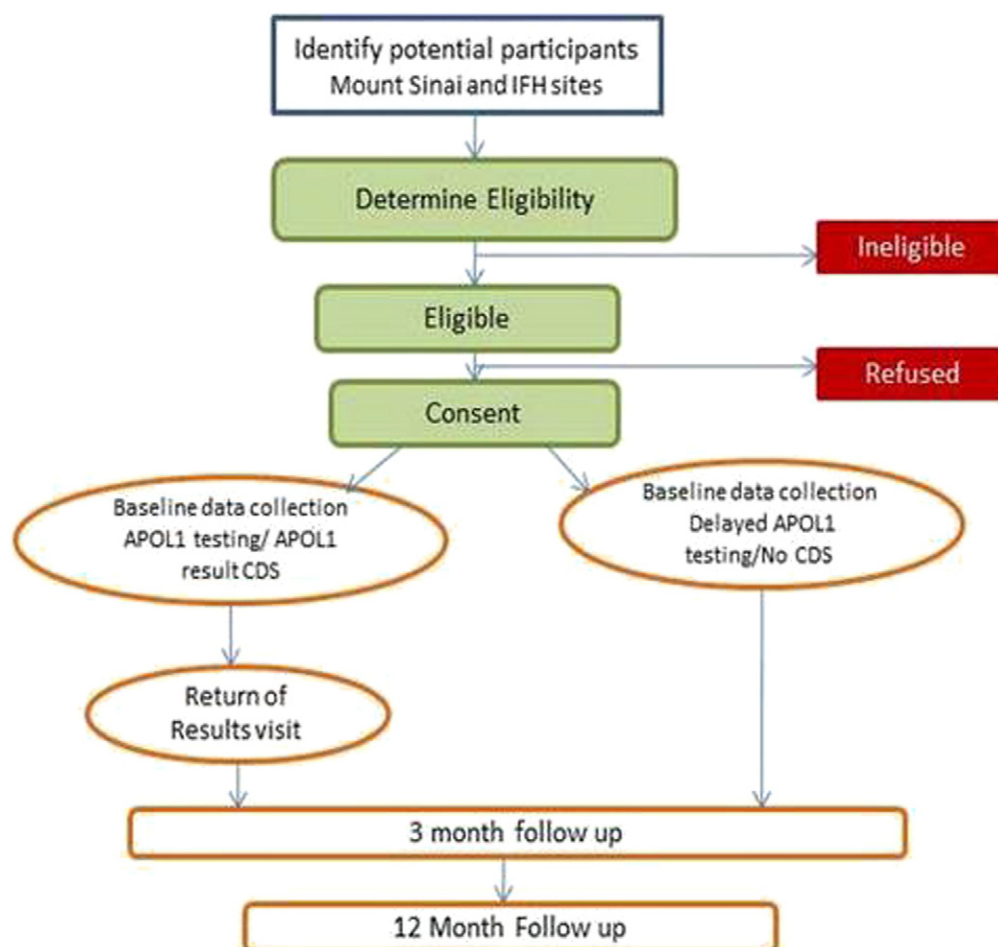 Identify potential participants
Mount Sinai and IFH sites
Determine Eligibility
Ineligible
Eligible
Refused
Consent
Baseline data collection
APOL1 testing/ APOL1
result CDS
Baseline data collection
Delayed APOL1
testing/No CDS
Return of
Results visit
3 month follow up
12 Month Follow up